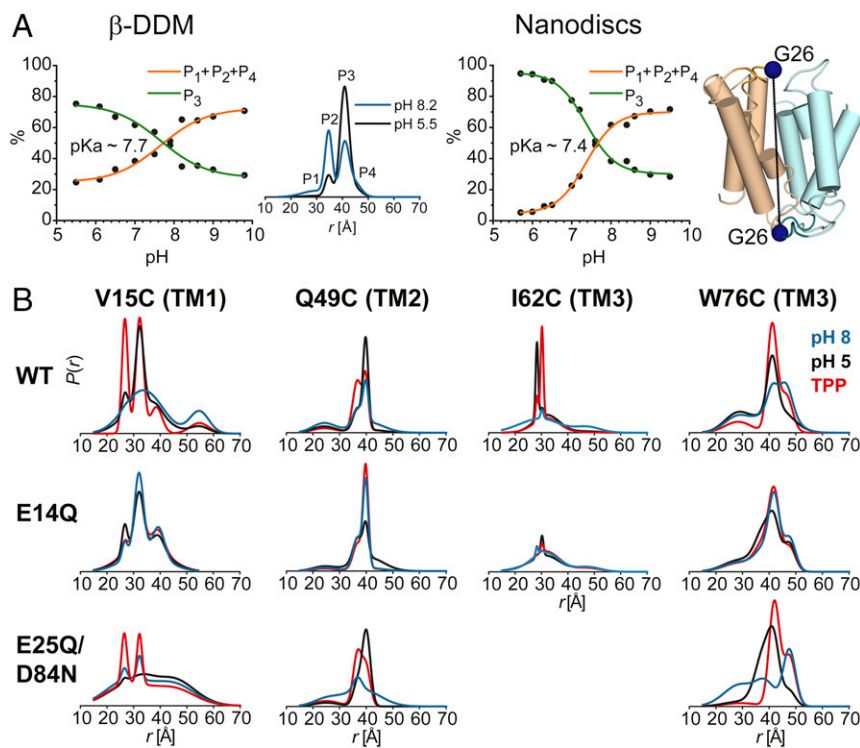 A
β-DDM
Nanodiscs
100
80
60
40
20
0
%
P1+P2+P4
P3
pKa ~ 7.7
5 6 7 8 9 10
pH
P3
pH 8.2
pH 5.5
P2
P1
P4
20 30 40 50 60 70
r [Å]
100
80
60
40
20
0
%
P1+P2+P4
P3
pKa ~ 7.4
5 6 7 8 9 10
pH
G26
G26
B
V15C (TM1) Q49C (TM2) I62C (TM3) W76C (TM3)
WT
P(r)
pH 8
pH 5
TPP
10 20 30 40 50 60 70 10 20 30 40 50 60 70 10 20 30 40 50 60 70 10 20 30 40 50 60 70
E14Q
10 20 30 40 50 60 70 10 20 30 40 50 60 70 10 20 30 40 50 60 70 10 20 30 40 50 60 70
r [Å]
E25Q/
D84N
10 20 30 40 50 60 70 10 20 30 40 50 60 70 10 20 30 40 50 60 70
r [Å] r [Å] r [Å]